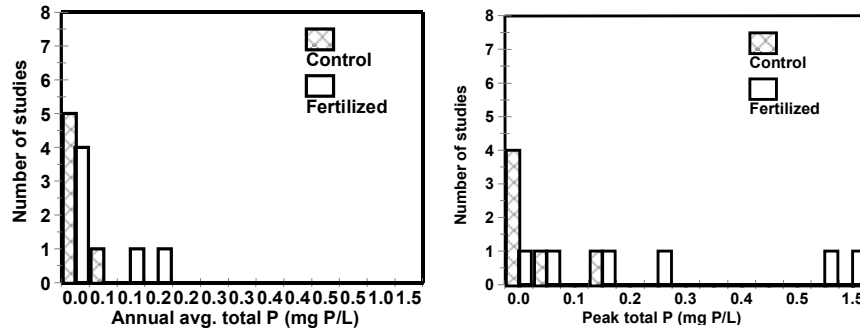 8
7
6
5
4
3
2
1
0
Number of studies
Control
Fertilized
0.0 0.1 0.1 0.2 0.2 0.3 0.3 0.4 0.4 0.5 0.5 1.0 1.5
Annual avg. total P (mg P/L)
8
7
6
5
4
3
2
1
0
Number of studies
Control
Fertilized
0.0 0.1 0.2 0.3 0.4 0.5 1.5
Peak total P (mg P/L)